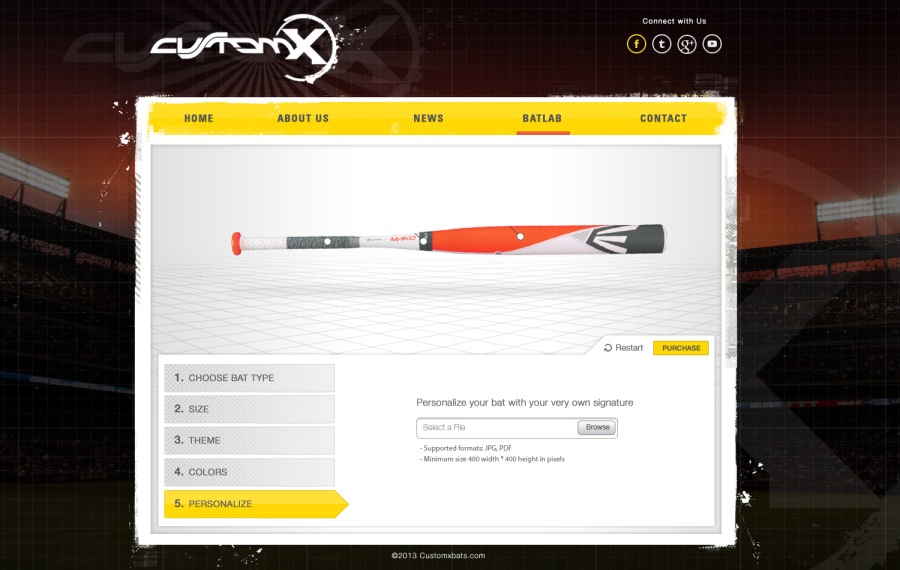 CUSTOMX
Connect with Us
HOME ABOUT US NEWS BATLAB CONTACT
MAKO
Restart PURCHASE
1. CHOOSE BAT TYPE
2. SIZE
3. THEME
4. COLORS
5. PERSONALIZE
Personalize your bat with your very own signature
Select a File Browse
- Supported formats: JPG, PDF
- Minimum size 400 width * 400 height in pixels
©2013 Customxbats.com